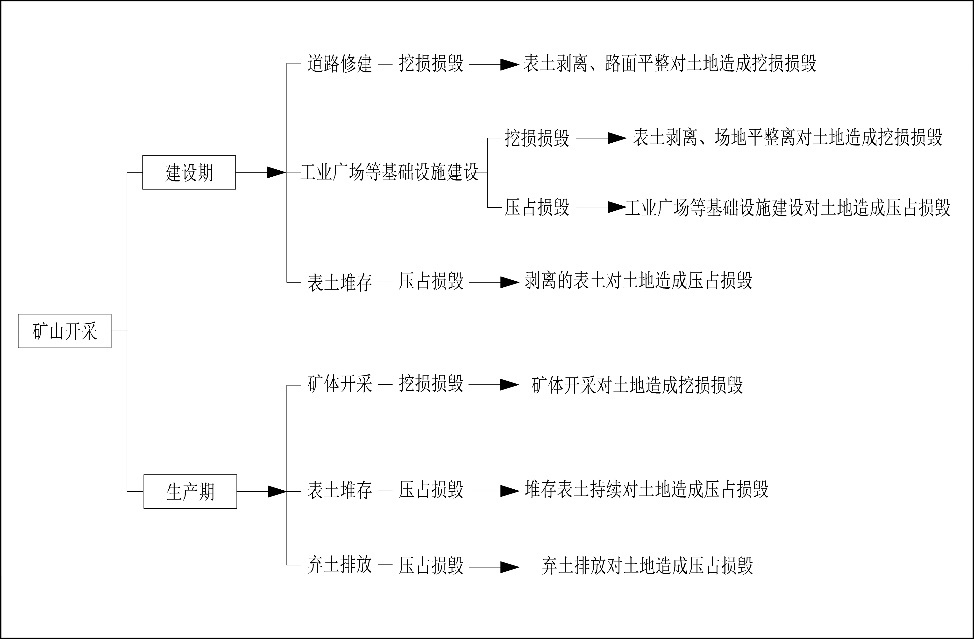 道路修建 挖损损毁 表土剥离、路面平整对土地造成挖损损毁
挖损损毁 表土剥离、场地平整离对土地造成挖损损毁
建设期 工业广场等基础设施建设
压占损毁 工业广场等基础设施建设对土地造成压占损毁
表土堆存 压占损毁 剥离的表土对土地造成压占损毁
矿山开采
矿体开采 挖损损毁 矿体开采对土地造成挖损损毁
生产期 表土堆存 压占损毁 堆存表土持续对土地造成压占损毁
弃土排放 压占损毁 弃土排放对土地造成压占损毁